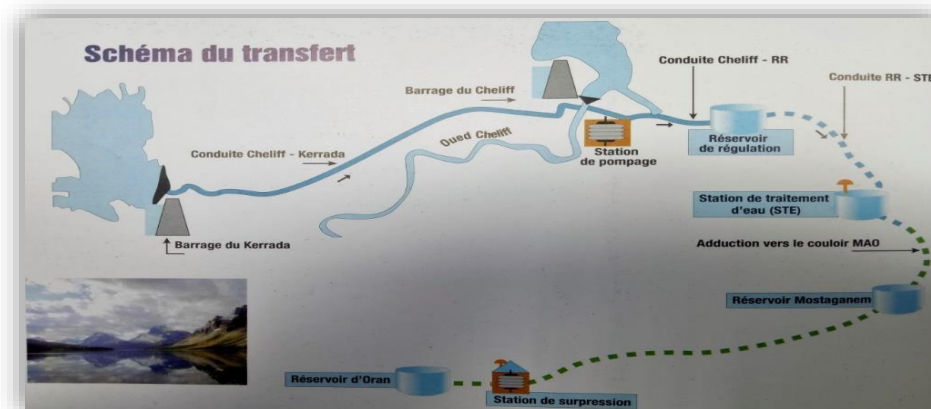 Schéma du transfert
Conduite Cheliff - RR
Conduite RR - STE
Barrage du Cheliff
Oued Cheliff
Conduite Cheliff - Kerrada
Station
de pompage
Réservoir
de régulation
Station de traitement
d'eau (STE)
Barrage du Kerrada
Adduction vers le couloir MAO
Réservoir Mostaganem
Réservoir d'Oran
Station de surpression